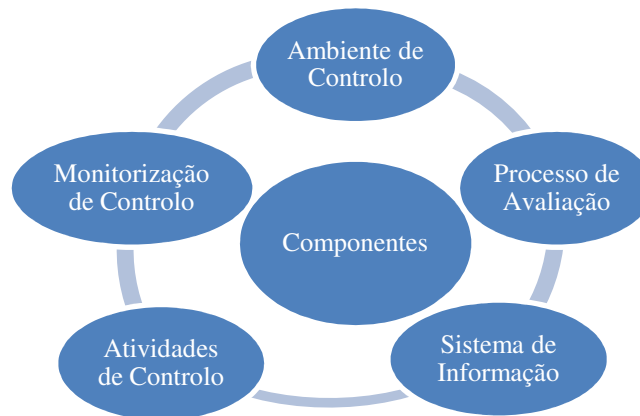 Ambiente de
Controlo
Processo de
Avaliação
Sistema de
Informação
Atividades
de Controlo
Monitorização
de Controlo
Componentes